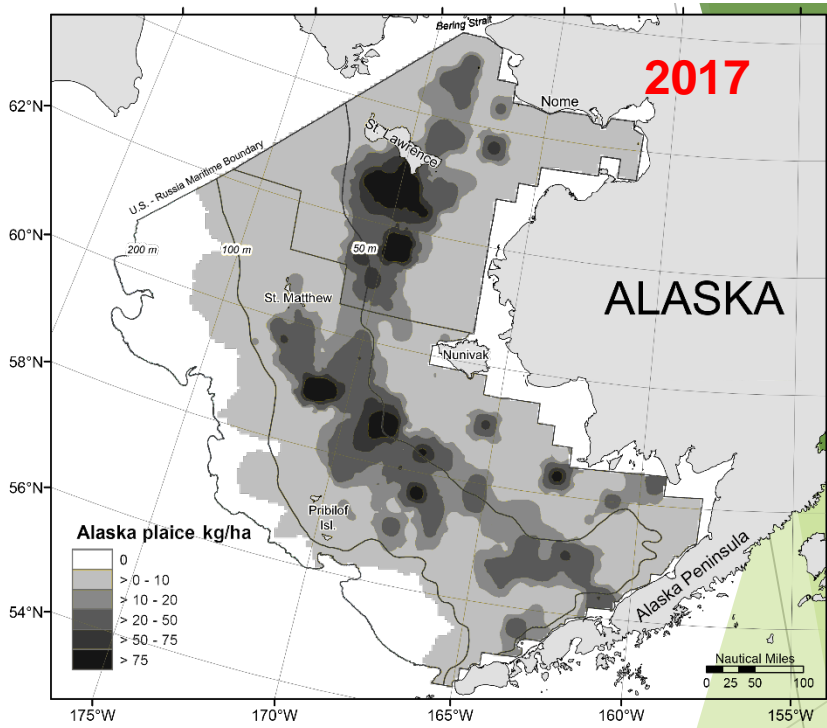 Bering Strait
2017
62°N
Nome
St. Lawrence
U.S. - Russia Maritime Boundary
60°N
200 m
100 m
50 m
St. Matthew
ALASKA
58°N
Nunivak
56°N
Pribilof
Isl.
Alaska plaice kg/ha
0
> 0 - 10
> 10 - 20
> 20 - 50
> 50 - 75
> 75
54°N
Alaska Peninsula
Nautical Miles
0 25 50 100
175°W
170°W
165°W
160°W
155°W